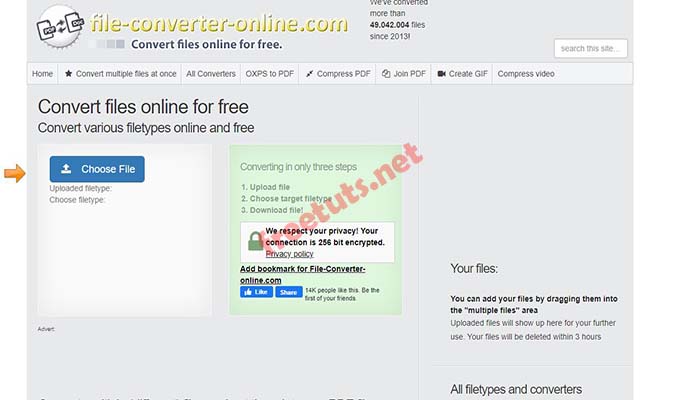 We've converted
more than
49.042.004 files
since 2013!
PDF
DOC
file-converter-online.com
Convert files online for free.
search this site...
Home
Convert multiple files at once
All Converters
OXPS to PDF
Compress PDF
Join PDF
Create GIF
Compress video
Convert files online for free
Convert various filetypes online and free
Choose File
Uploaded filetype:
Choose filetype:
Converting in only three steps
1. Upload file
2. Choose target filetype
3. Download file!
We respect your privacy! Your
connection is 256 bit encrypted.
Privacy policy
Add bookmark for File-Converter-
online.com
Like
Share
14K people like this. Be the
first of your friends.
freetuts.net
Advert:
Your files:
You can add your files by dragging them into
the "multiple files" area
Uploaded files will show up here for your further
use. Your files will be deleted within 3 hours
All filetypes and converters